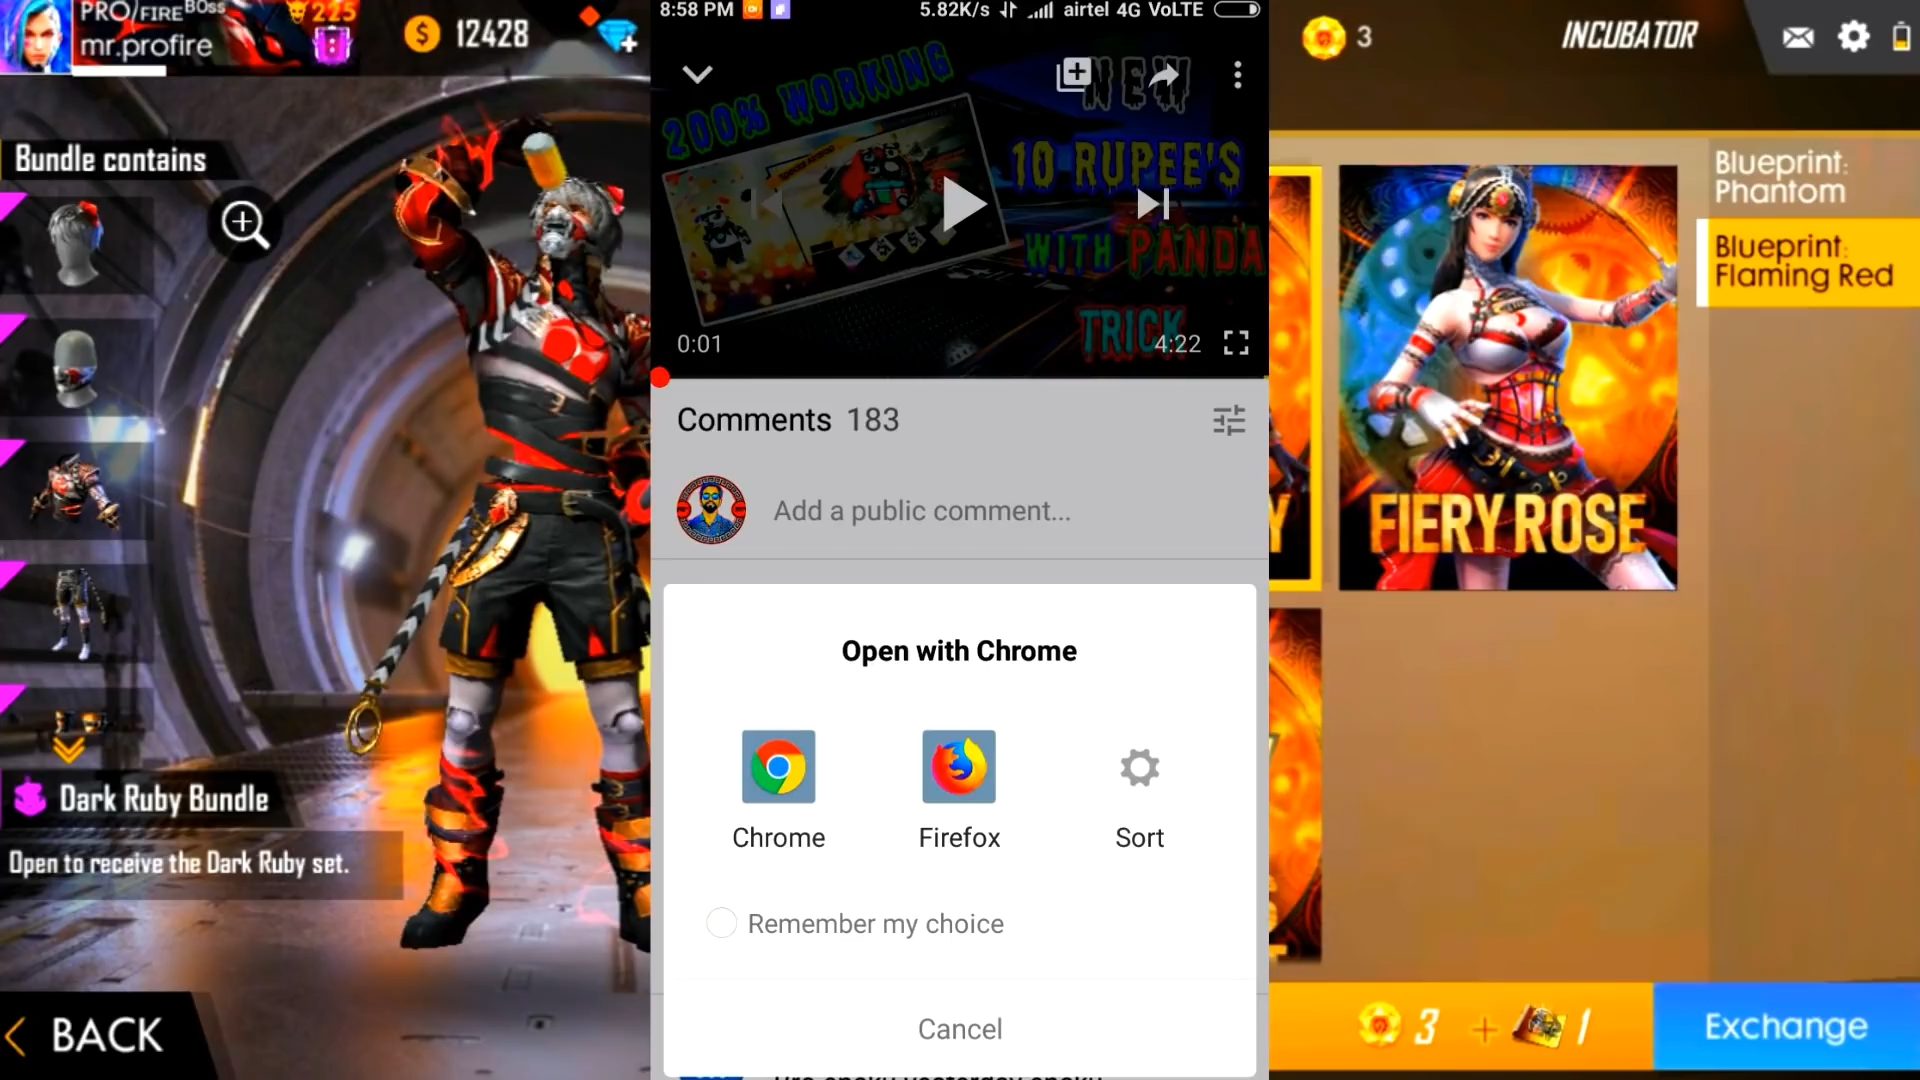 PRO/FIREBOss
mr.profire
225
12428
Bundle contains
Dark Ruby Bundle
Open to receive the Dark Ruby set.
BACK
8:58 PM
5.82K/s
airtel 4G VoLTE
200% WORKING
NEW
10 RUPEE'S
WITH PANDA
TRICK
0:01
4:22
Comments 183
Add a public comment...
Open with Chrome
Chrome
Firefox
Sort
Remember my choice
Cancel
3
INCUBATOR
Blueprint:
Phantom
Blueprint:
Flaming Red
Y
FIERY ROSE
3 + 1
Exchange